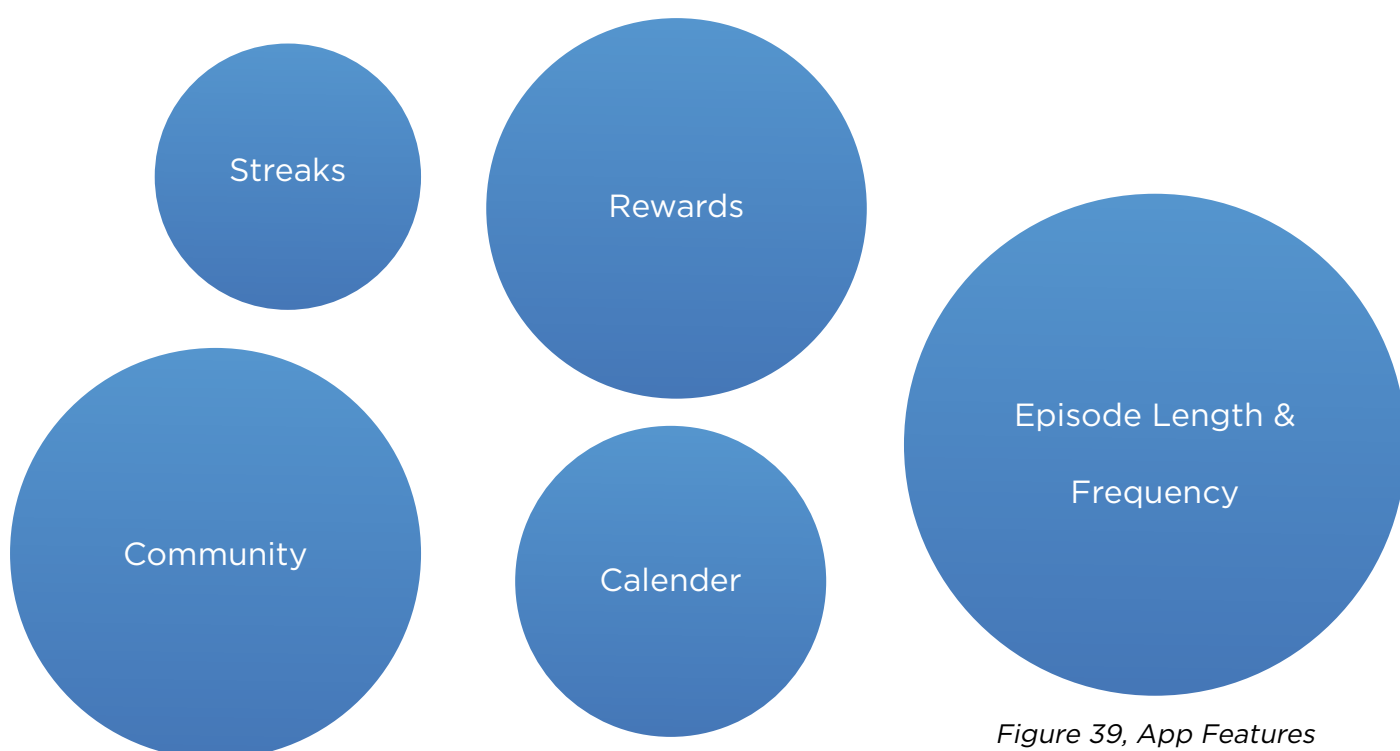 Streaks
Rewards
Episode Length &
Frequency
Community
Calender
Figure 39, App Features